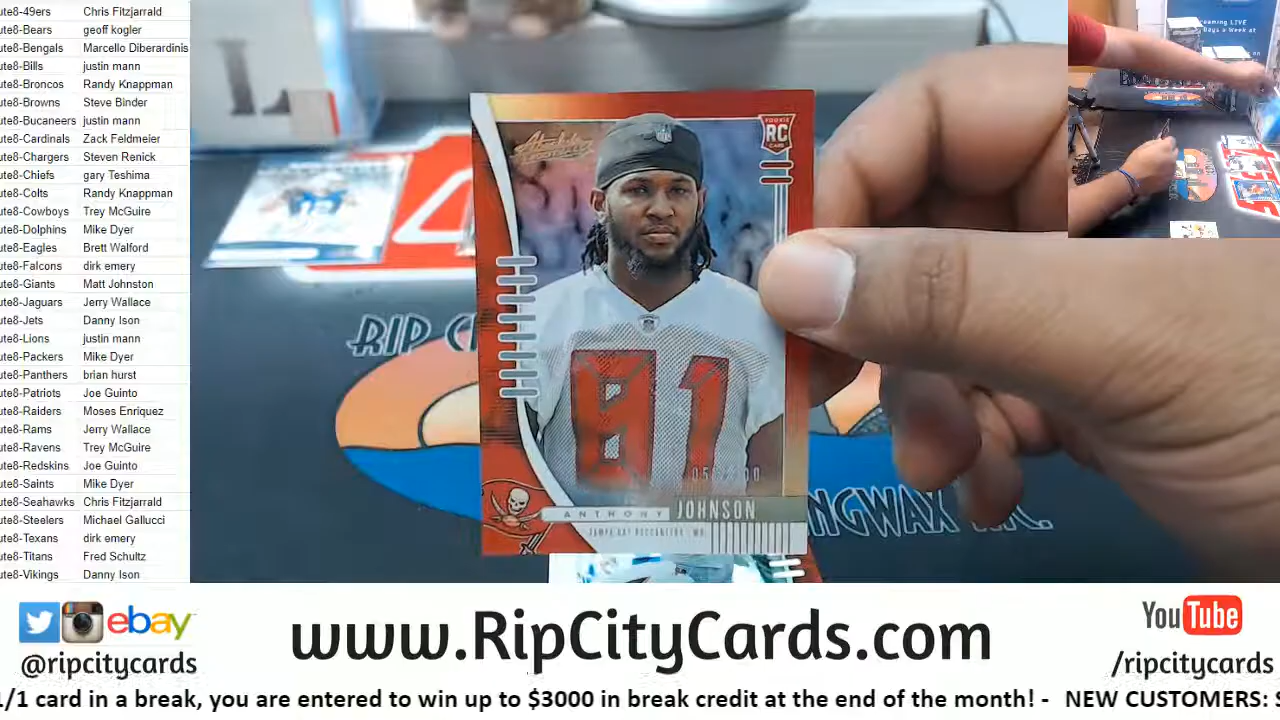 ute8-49ers Chris Fitzjarrald
ute8-Bears geoff kogler
ute8-Bengals Marcello Diberardinis
ute8-Bills justin mann
ute8-Broncos Randy Knappman
ute8-Browns Steve Binder
ute8-Bucaneers justin mann
ute8-Cardinals Zack Feldmeier
ute8-Chargers Steven Renick
ute8-Chiefs gary Teshima
ute8-Colts Randy Knappman
ute8-Cowboys Trey McGuire
ute8-Dolphins Mike Dyer
ute8-Eagles Brett Walford
ute8-Falcons dirk emery
ute8-Giants Matt Johnston
ute8-Jaguars Jerry Wallace
ute8-Jets Danny Ison
ute8-Lions justin mann
ute8-Packers Mike Dyer
ute8-Panthers brian hurst
ute8-Patriots Joe Guinto
ute8-Raiders Moses Enriquez
ute8-Rams Jerry Wallace
ute8-Ravens Trey McGuire
ute8-Redskins Joe Guinto
ute8-Saints Mike Dyer
ute8-Seahawks Chris Fitzjarrald
ute8-Steelers Michael Gallucci
ute8-Texans dirk emery
ute8-Titans Fred Schultz
ute8-Vikings Danny Ison
Absolute
ROOKIE
RC
CARD
81
ANTHONY JOHNSON
TAMPA BAY BUCCANEERS WR
RIP C
NGWAX INC.
eaming LIVE
Days a Week at
ebay
@ripcitycards
www.RipCityCards.com
YouTube
/ripcitycards
1/1 card in a break, you are entered to win up to $3000 in break credit at the end of the month! - NEW CUSTOMERS: S